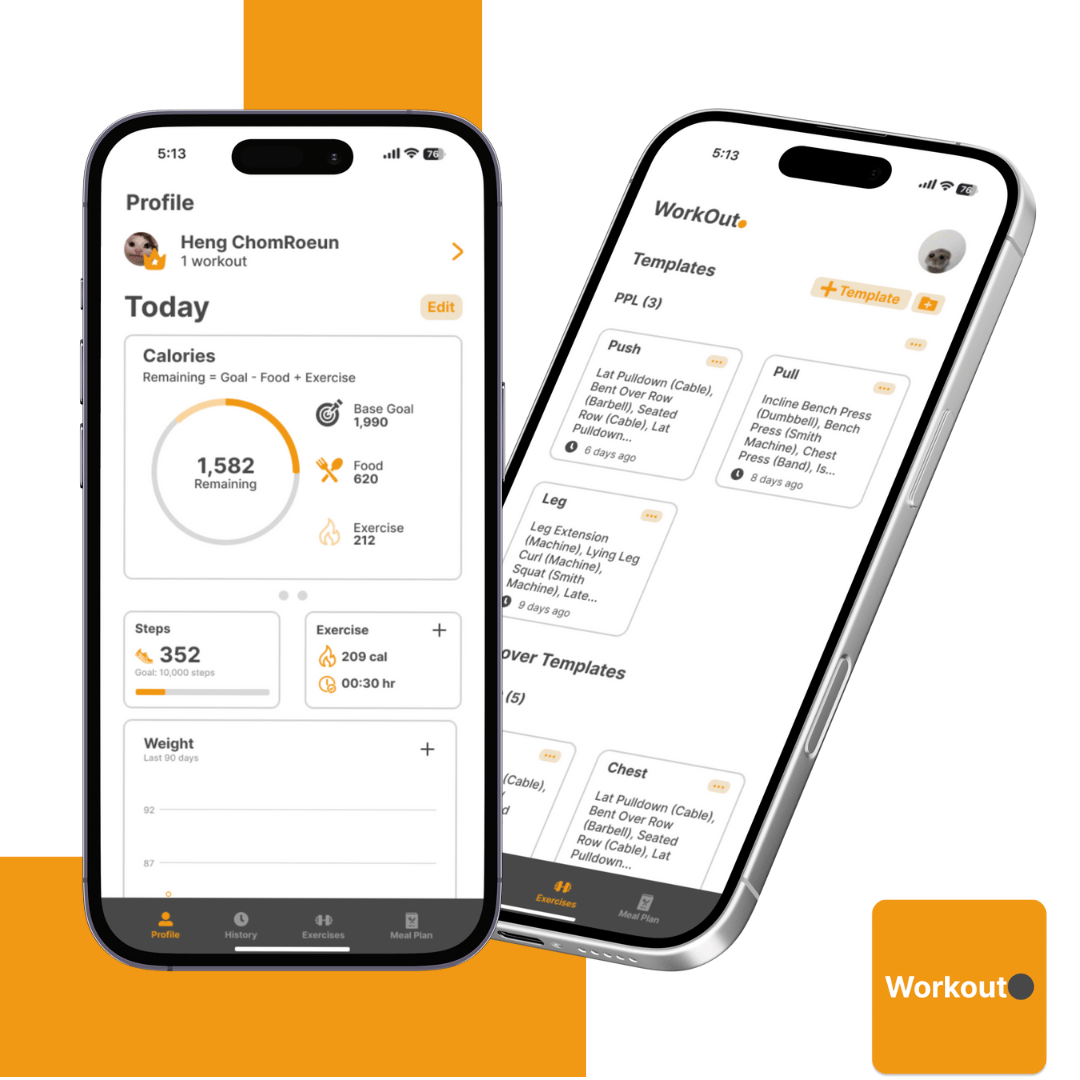 5:13
76
Profile
Heng ChomRoeun
1 workout
Today
Edit
Calories
Remaining = Goal - Food + Exercise
1,582
Remaining
Base Goal
1,990
Food
620
Exercise
212
Steps
352
Goal: 10,000 steps
Exercise
209 cal
00:30 hr
Weight
Last 90 days
92
87
Profile
History
Exercises
Meal Plan
5:13
76
WorkOut
Templates
Template
PPL (3)
Push
Lat Pulldown (Cable),
Bent Over Row
(Barbell), Seated
Row (Cable), Lat
Pulldown...
6 days ago
Pull
Incline Bench Press
(Dumbbell), Bench
Press (Smith
Machine), Chest
Press (Band), Is...
8 days ago
Leg
Leg Extension
(Machine), Lying Leg
Curl (Machine),
Squat (Smith
Machine), Late...
9 days ago
over Templates
(5)
(Cable),
Chest
Lat Pulldown (Cable),
Bent Over Row
(Barbell), Seated
Row (Cable), Lat
Pulldown...
Exercises
Meal Plan
Workout